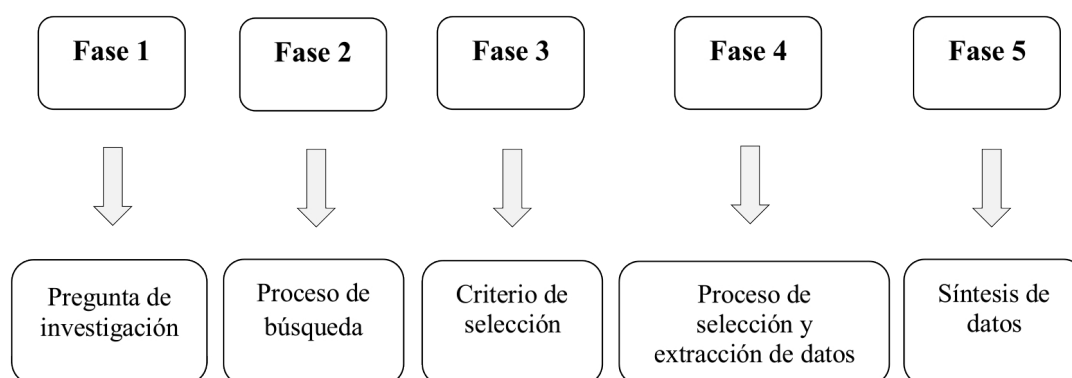 Fase 1
Fase 2
Fase 3
Fase 4
Fase 5
Pregunta de
investigación
Proceso de
búsqueda
Criterio de
selección
Proceso de
selección y
extracción de datos
Síntesis de
datos